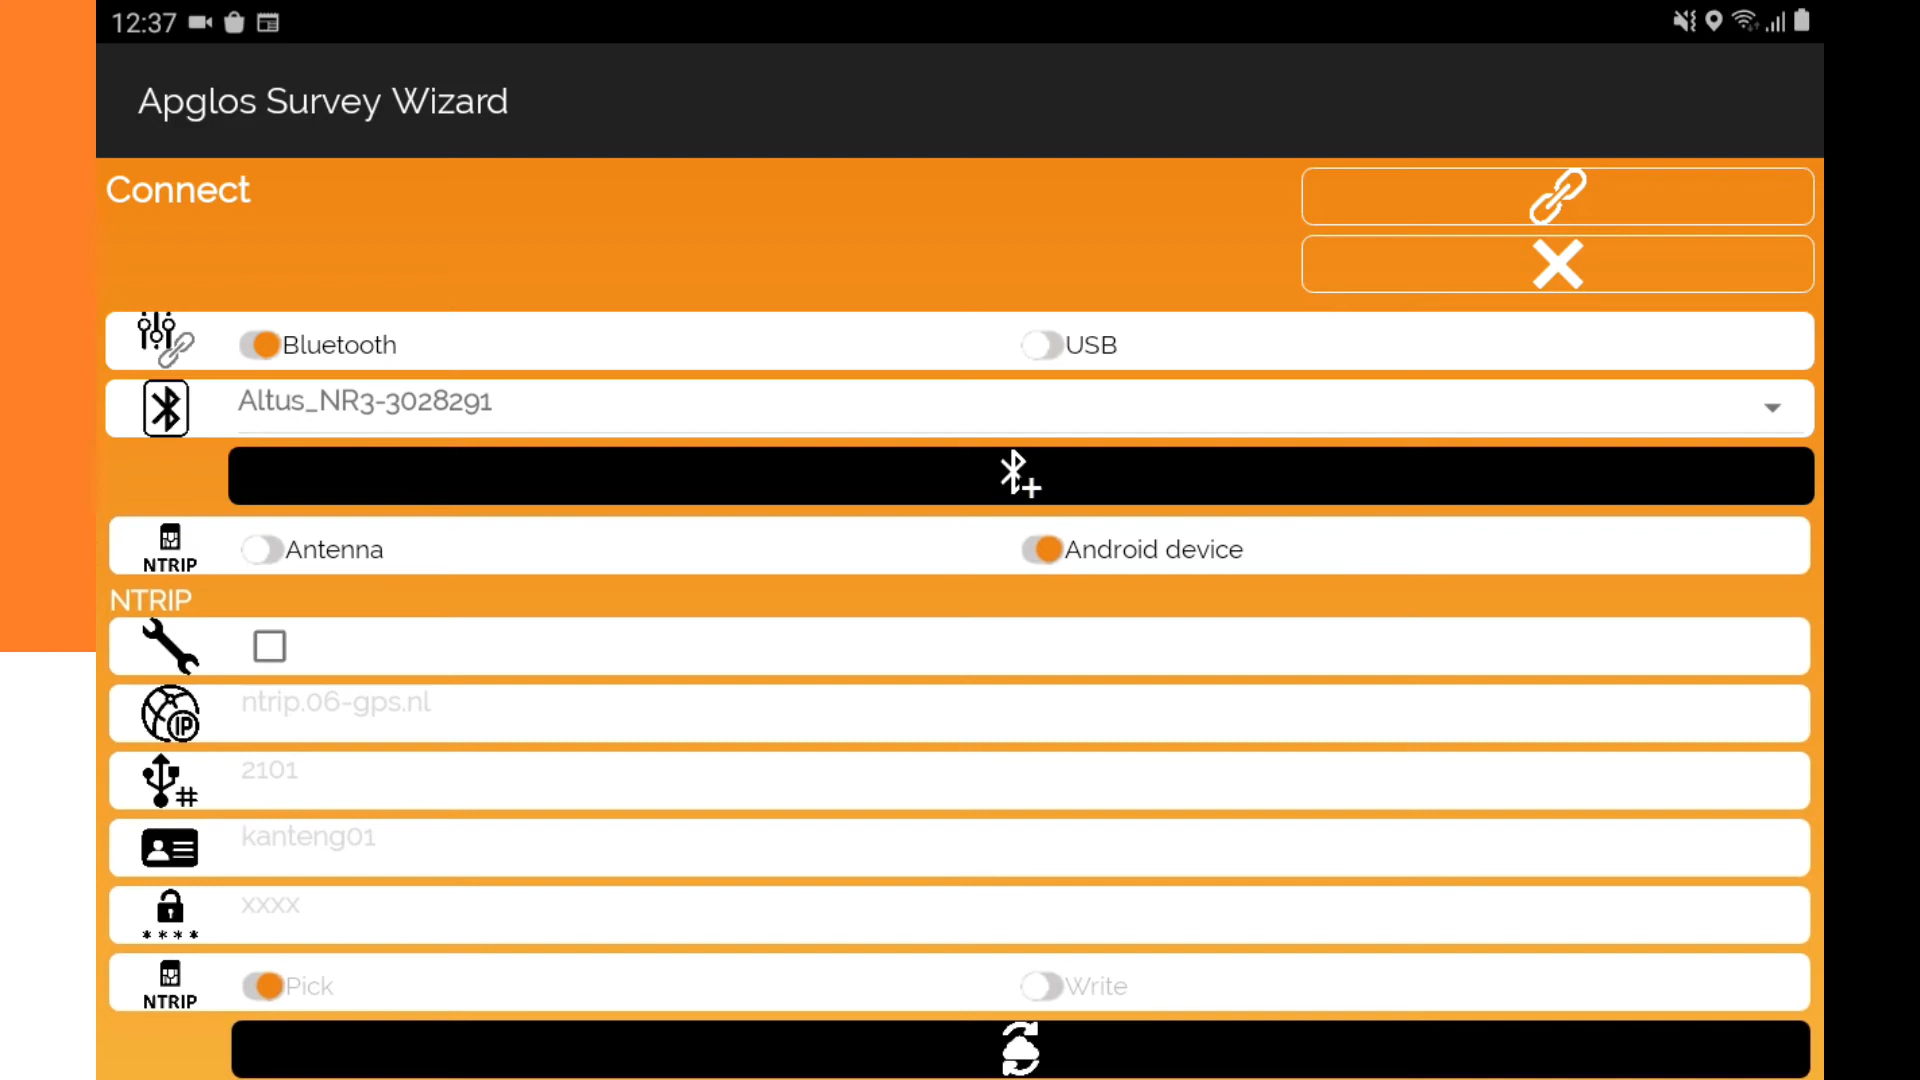 12:37
Apglos Survey Wizard
Connect
Bluetooth USB
Altus_NR3-3028291
NTRIP Antenna Android device
NTRIP
ntrip.06-gps.nl
IP
2101
#
kanteng01
xxxx
****
NTRIP Pick Write